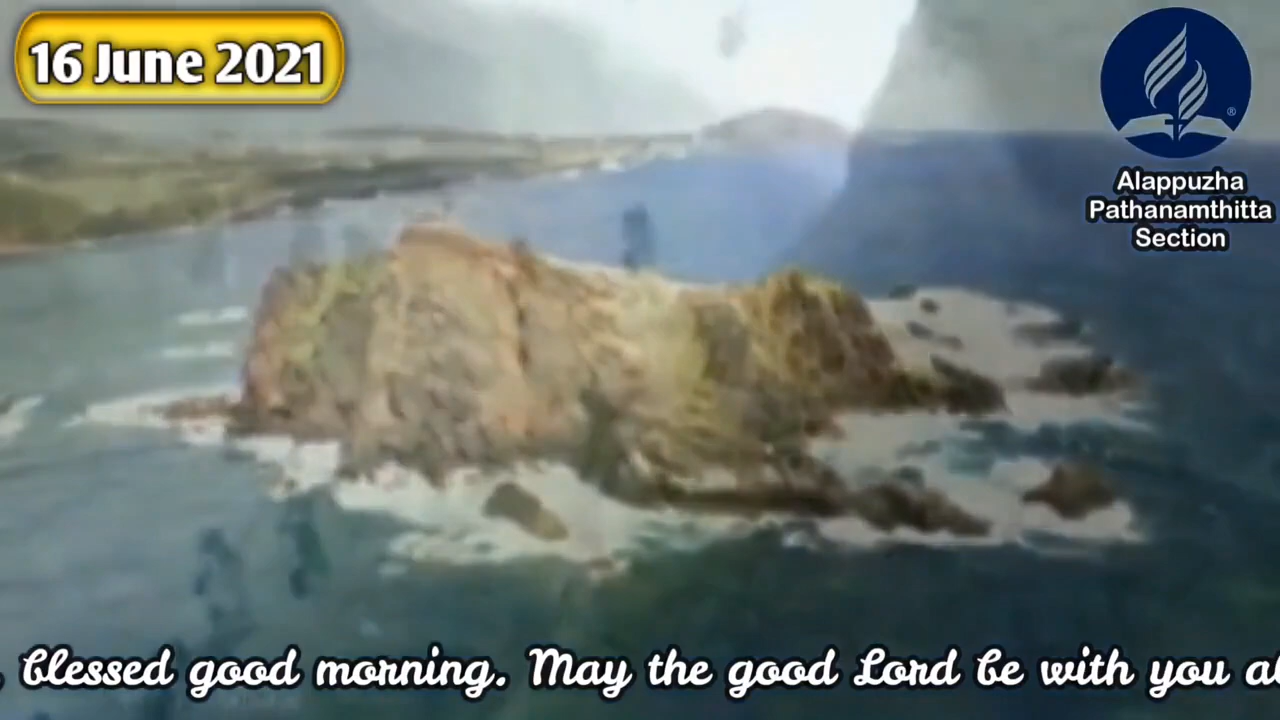 16 June 2021
®
Alappuzha
Pathanamthitta
Section
blessed good morning. May the good Lord be with you